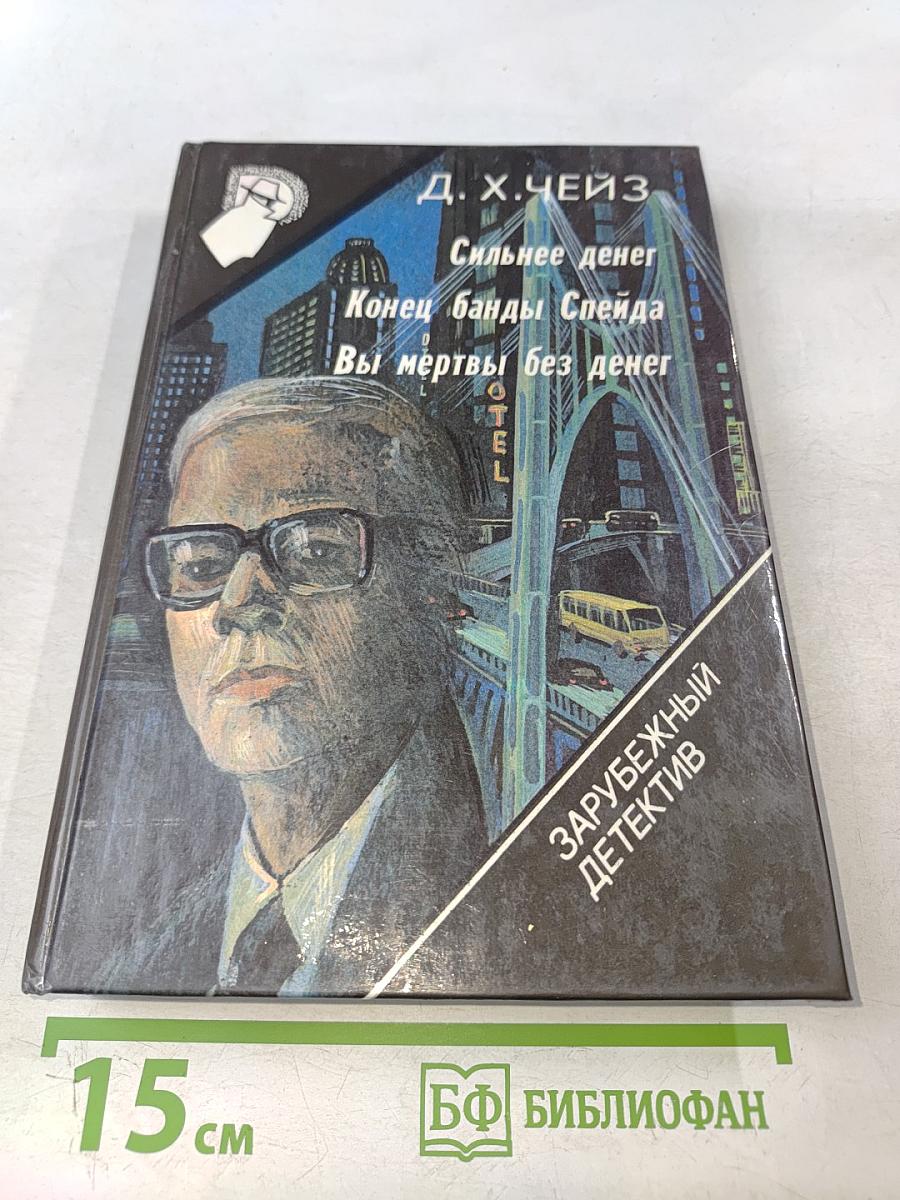 Д. Х. ЧЕЙЗ
Сильнее денег
Конец банды Спейда
Вы мертвы без денег
OTEL
ЗАРУБЕЖНЫЙ
ДЕТЕКТИВ
15 см
БФ БИБЛИОФАН